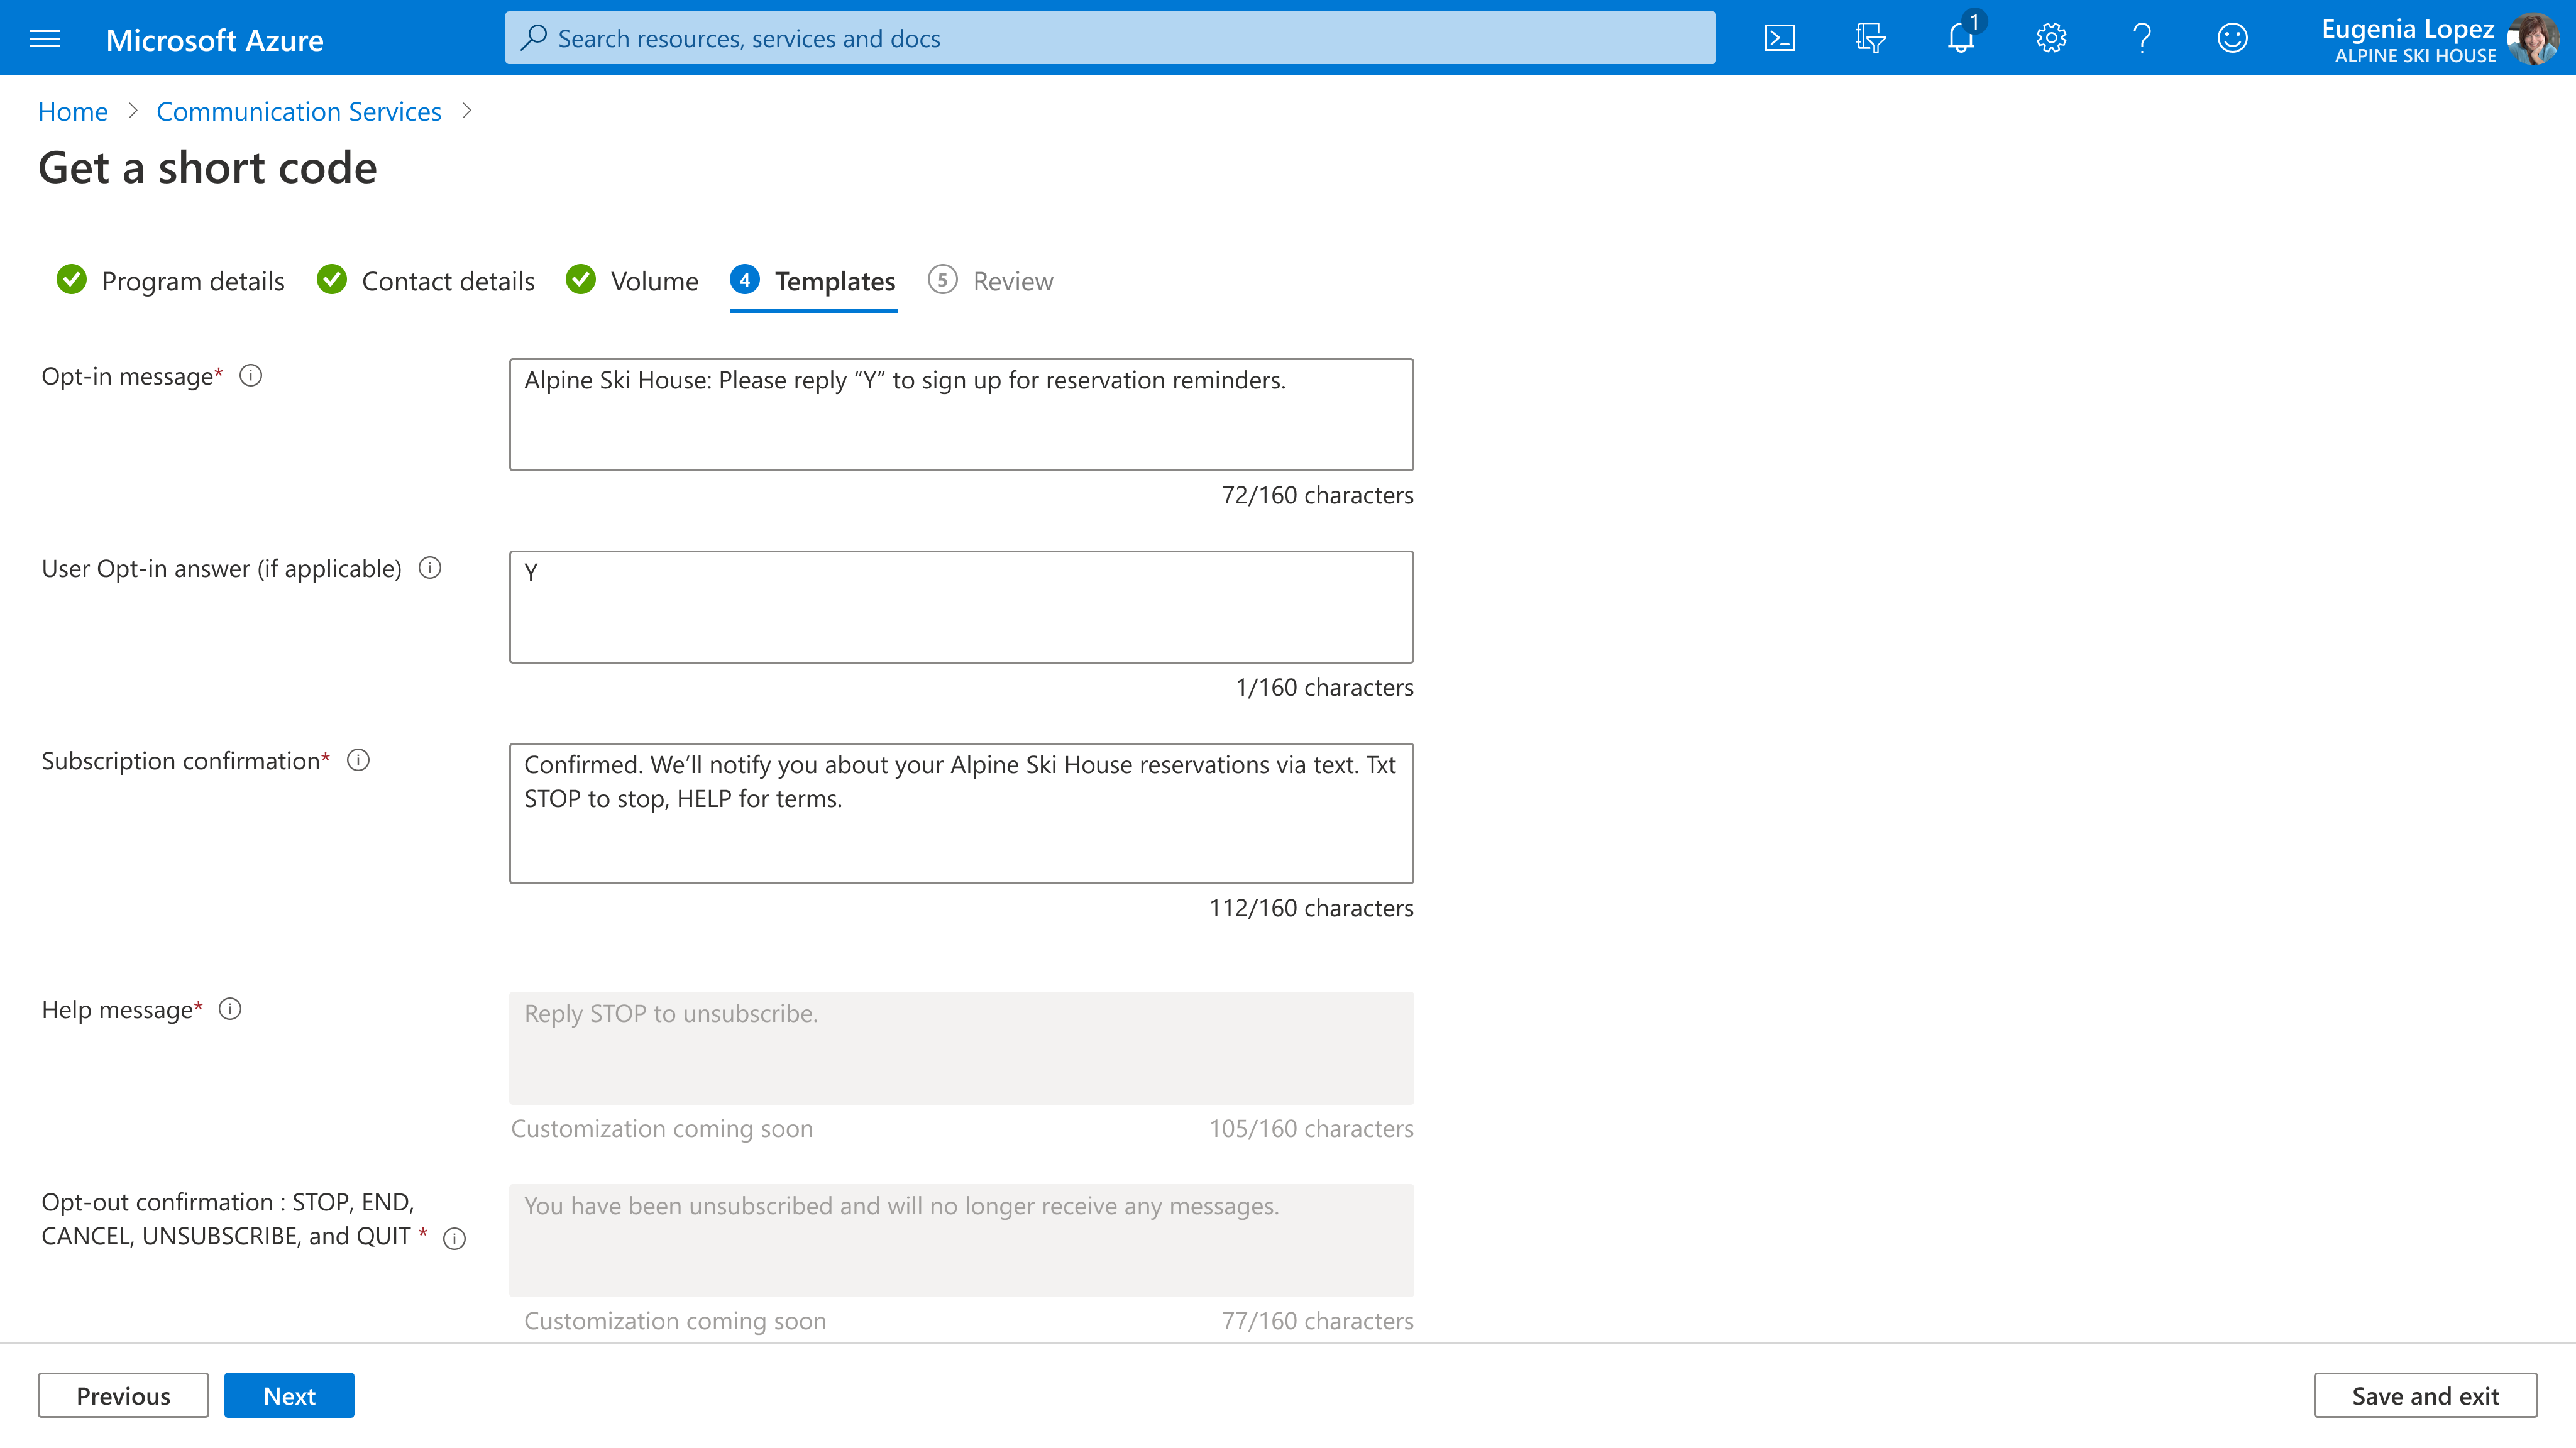 Microsoft Azure
Search resources, services and docs
1
Eugenia Lopez
ALPINE SKI HOUSE
Home > Communication Services >
Get a short code
Program details
Contact details
Volume
4 Templates
5 Review
Opt-in message*
Alpine Ski House: Please reply “Y” to sign up for reservation reminders.
72/160 characters
User Opt-in answer (if applicable)
Y
1/160 characters
Subscription confirmation*
Confirmed. We’ll notify you about your Alpine Ski House reservations via text. Txt
STOP to stop, HELP for terms.
112/160 characters
Help message*
Reply STOP to unsubscribe.
Customization coming soon
105/160 characters
Opt-out confirmation : STOP, END,
CANCEL, UNSUBSCRIBE, and QUIT *
You have been unsubscribed and will no longer receive any messages.
Customization coming soon
77/160 characters
Previous
Next
Save and exit